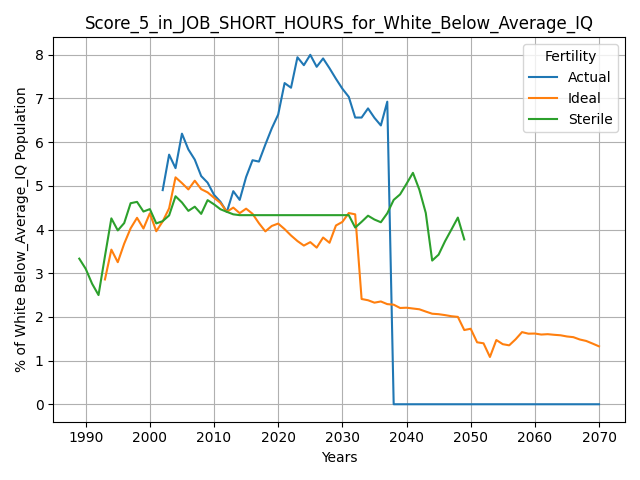 Score_5_in_JOB_SHORT_HOURS_for_White_Below_Average_IQ
% of White Below_Average_IQ Population
8
7
6
5
4
3
2
1
0
Fertility
Actual
Ideal
Sterile
1990 2000 2010 2020 2030 2040 2050 2060 2070
Years